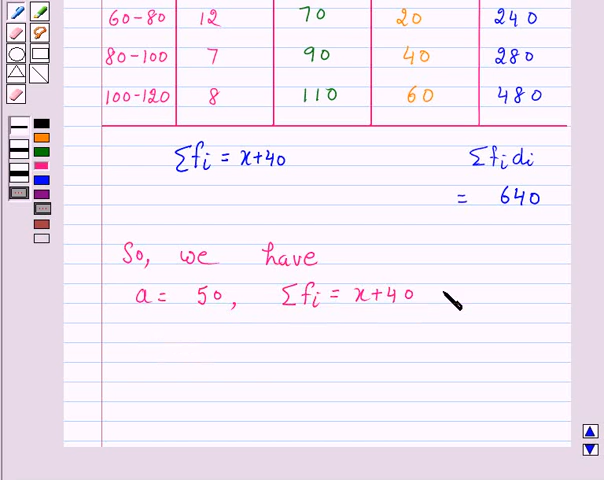 60-80 12 70 20 240
80-100 7 90 40 280
100-120 8 110 60 480
Σfi = x+40 Σfidi
= 640
So, we have
a = 50, Σfi = x+40